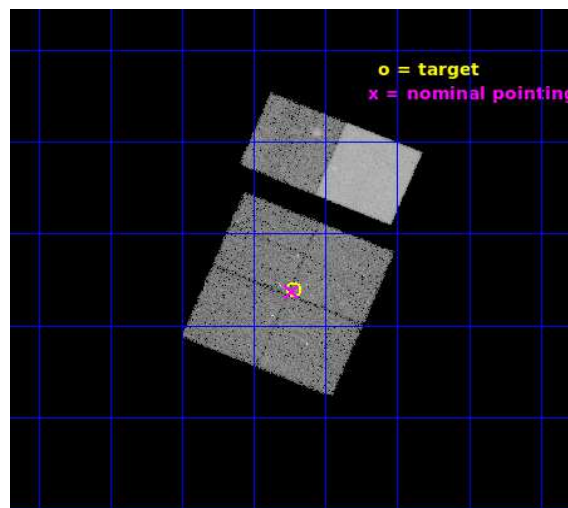 o = target
x = nominal pointing